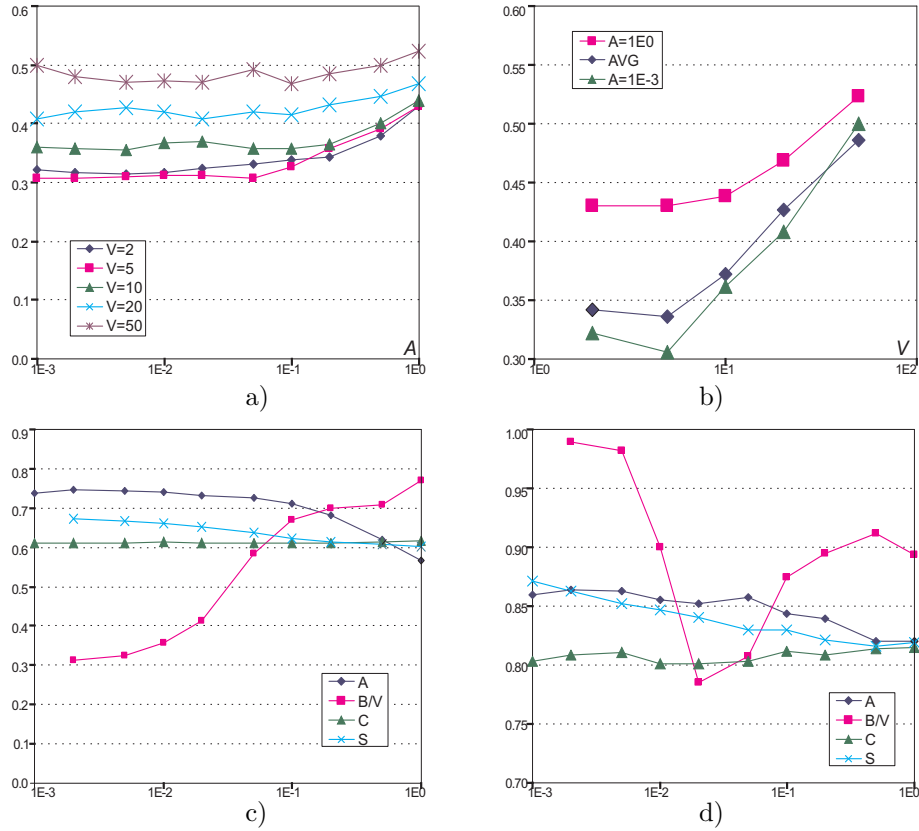 0.6
0.5
0.4
0.3
0.2
0.1
0.0
V=2
V=5
V=10
V=20
V=50
A
1E-3
1E-2
1E-1
1E0
a)
0.60
0.55
0.50
0.45
0.40
0.35
0.30
A=1E0
AVG
A=1E-3
V
1E0
1E1
1E2
b)
0.9
0.8
0.7
0.6
0.5
0.4
0.3
0.2
0.1
0.0
A
B/V
C
S
1E-3
1E-2
1E-1
1E0
c)
1.00
0.95
0.90
0.85
0.80
0.75
0.70
A
B/V
C
S
1E-3
1E-2
1E-1
1E0
d)